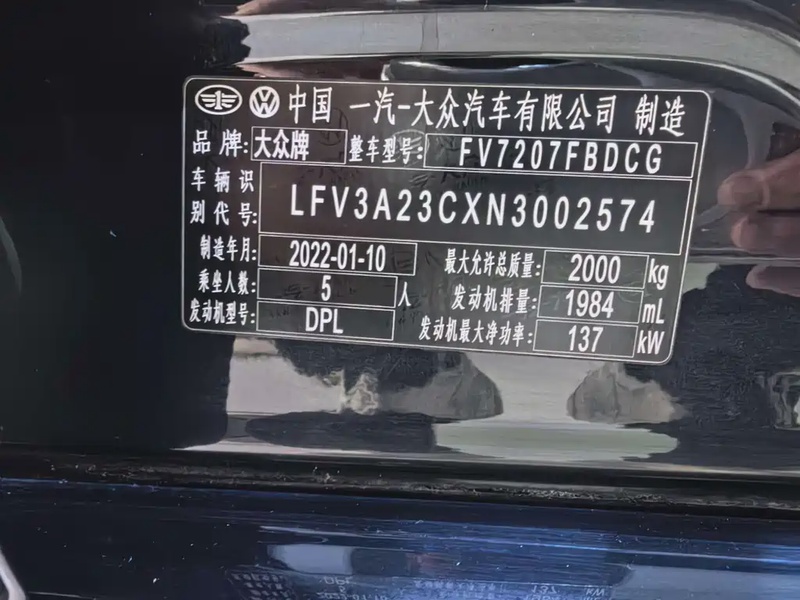 中国 一汽-大众汽车有限公司 制造
品牌: 大众牌 整车型号: FV7207FBDCG
车辆识别代号: LFV3A23CXN3002574
制造年月: 2022-01-10 最大允许总质量: 2000 kg
乘坐人数: 5 人 发动机排量: 1984 mL
发动机型号: DPL 发动机最大净功率: 137 kW